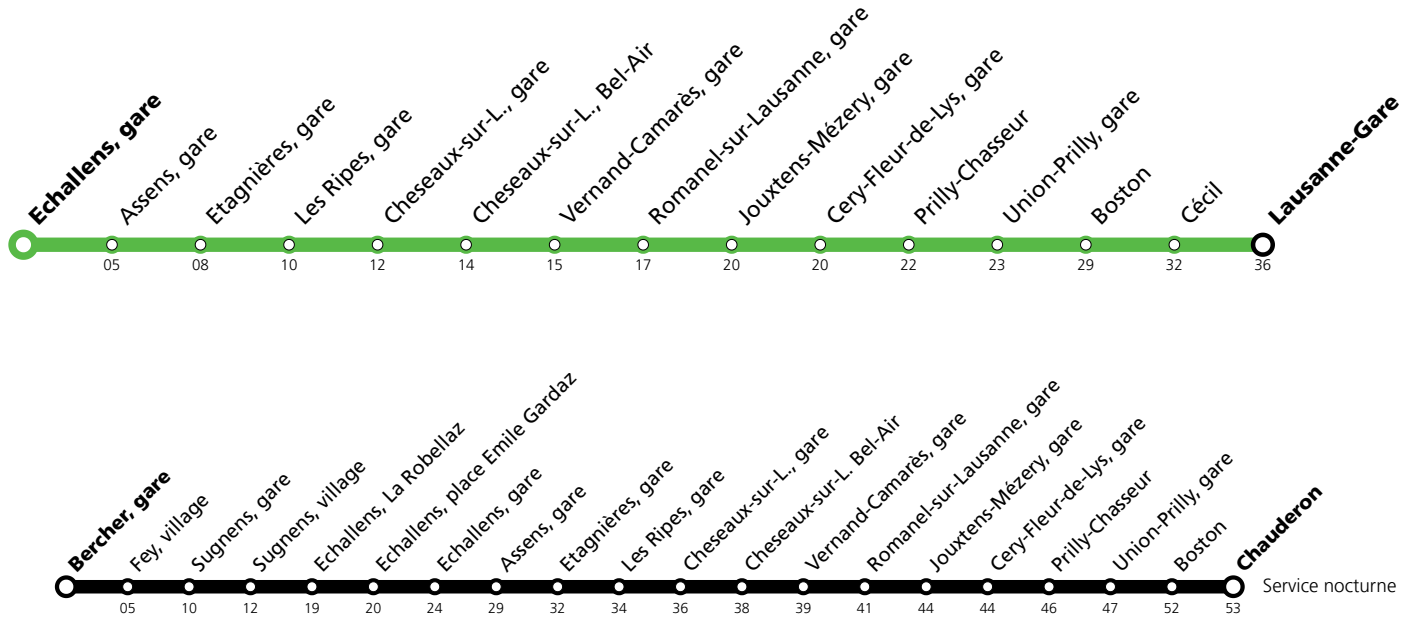 Echallens, gare
Assens, gare
Etagnières, gare
Les Ripes, gare
Cheseaux-sur-L., gare
Cheseaux-sur-L., Bel-Air
Vernand-Camarès, gare
Romanel-sur-Lausanne, gare
Jouxtens-Mézery, gare
Cery-Fleur-de-Lys, gare
Prilly-Chasseur
Union-Prilly, gare
Boston
Cécil
Lausanne-Gare
05 08 10 12 14 15 17 20 20 22 23 29 32 36
Bercher, gare
Fey, village
Sugnens, gare
Sugnens, village
Echallens, La Robellaz
Echallens, place Emile Gardaz
Echallens, gare
Assens, gare
Etagnières, gare
Les Ripes, gare
Cheseaux-sur-L., gare
Cheseaux-sur-L. Bel-Air
Vernand-Camarès, gare
Romanel-sur-Lausanne, gare
Jouxtens-Mézery, gare
Cery-Fleur-de-Lys, gare
Prilly-Chasseur
Union-Prilly, gare
Boston
Chauderon
Service nocturne
05 10 12 19 20 24 29 32 34 36 38 39 41 44 44 46 47 52 53